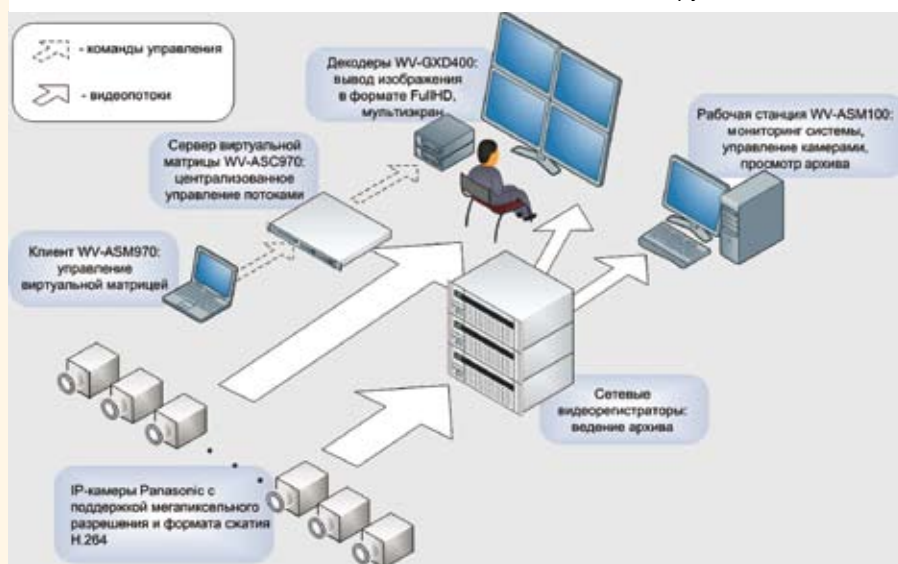 - команды управления
- видеопотоки
Декодеры WV-GXD400:
вывод изображения
в формате FullHD,
мультиэкран
Рабочая станция WV-ASM100:
мониторинг системы,
управление камерами,
просмотр архива
Сервер виртуальной
матрицы WV-ASC970:
централизованное
управление потоками
Клиент WV-ASM970:
управление
виртуальной матрицей
Сетевые
видеорегистраторы:
ведение архива
IP-камеры Panasonic с
поддержкой мегапиксельного
разрешения и формата сжатия
H.264